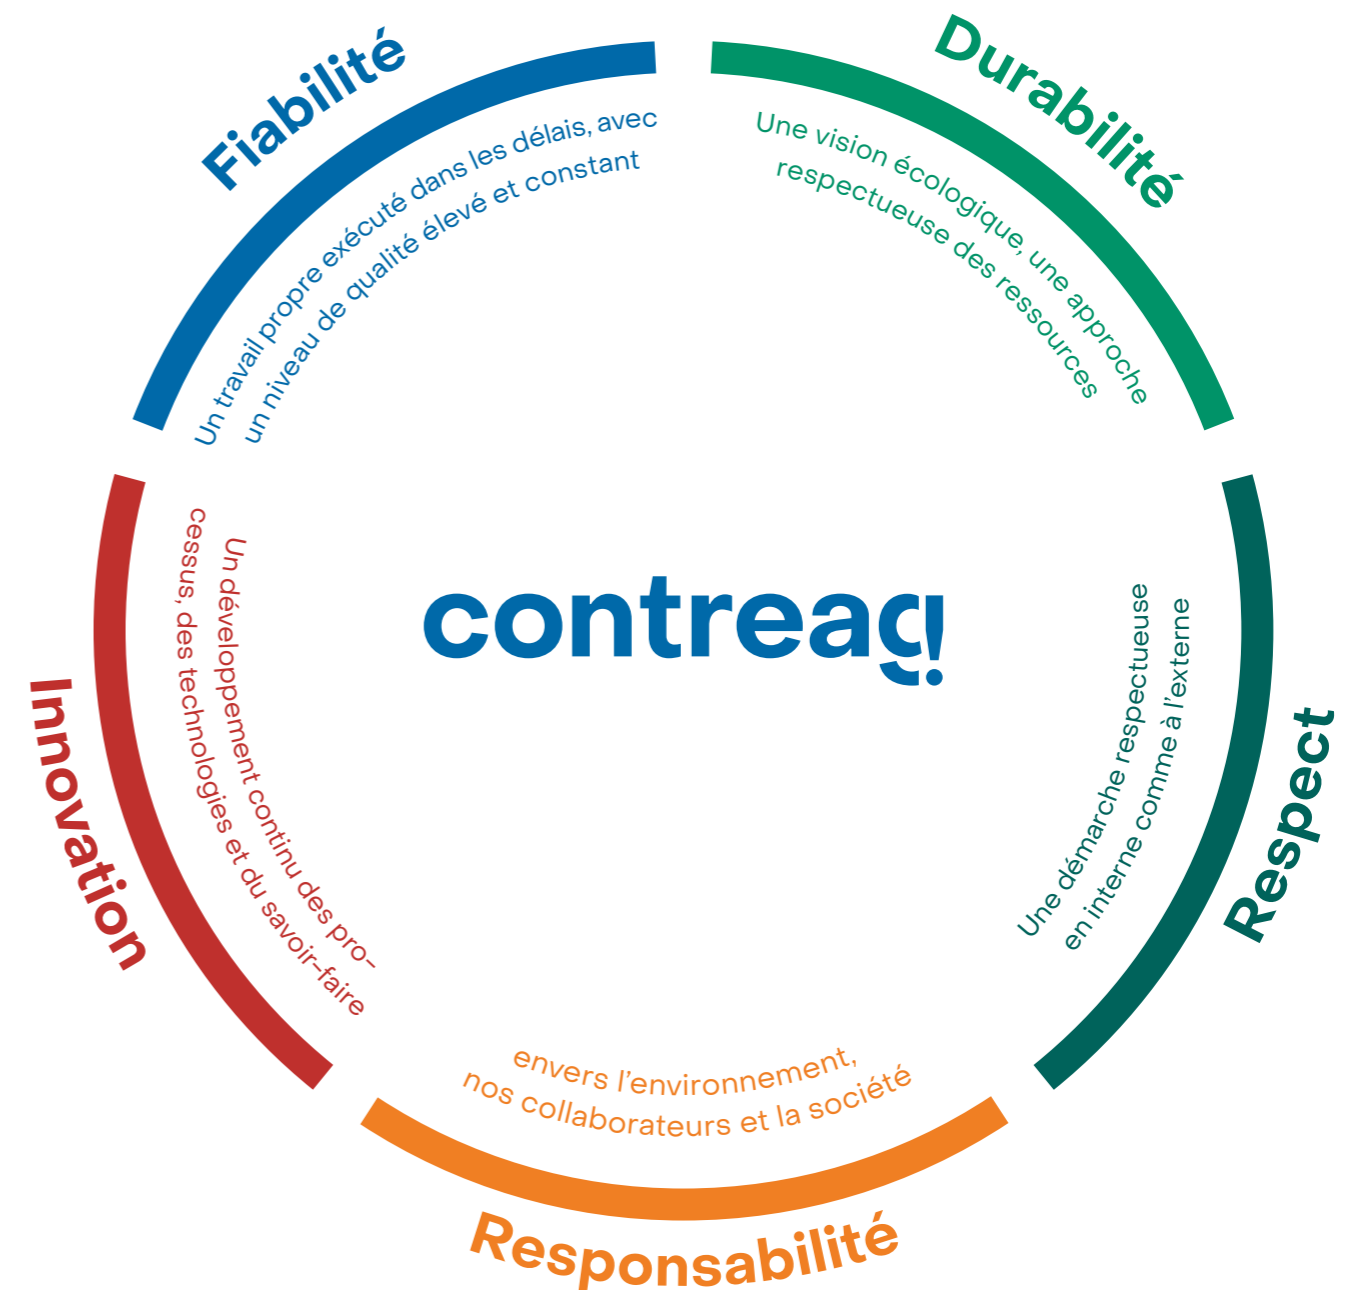 Fiabilité
Un travail propre exécuté dans les délais, avec
un niveau de qualité élevé et constant
Durabilité
Une vision écologique, une approche
respectueuse des ressources
Respect
Une démarche respectueuse
en interne comme à l’externe
Responsabilité
envers l’environnement,
nos collaborateurs et la société
Innovation
Un développement continu des pro-
cessus, des technologies et du savoir-faire
contreag!